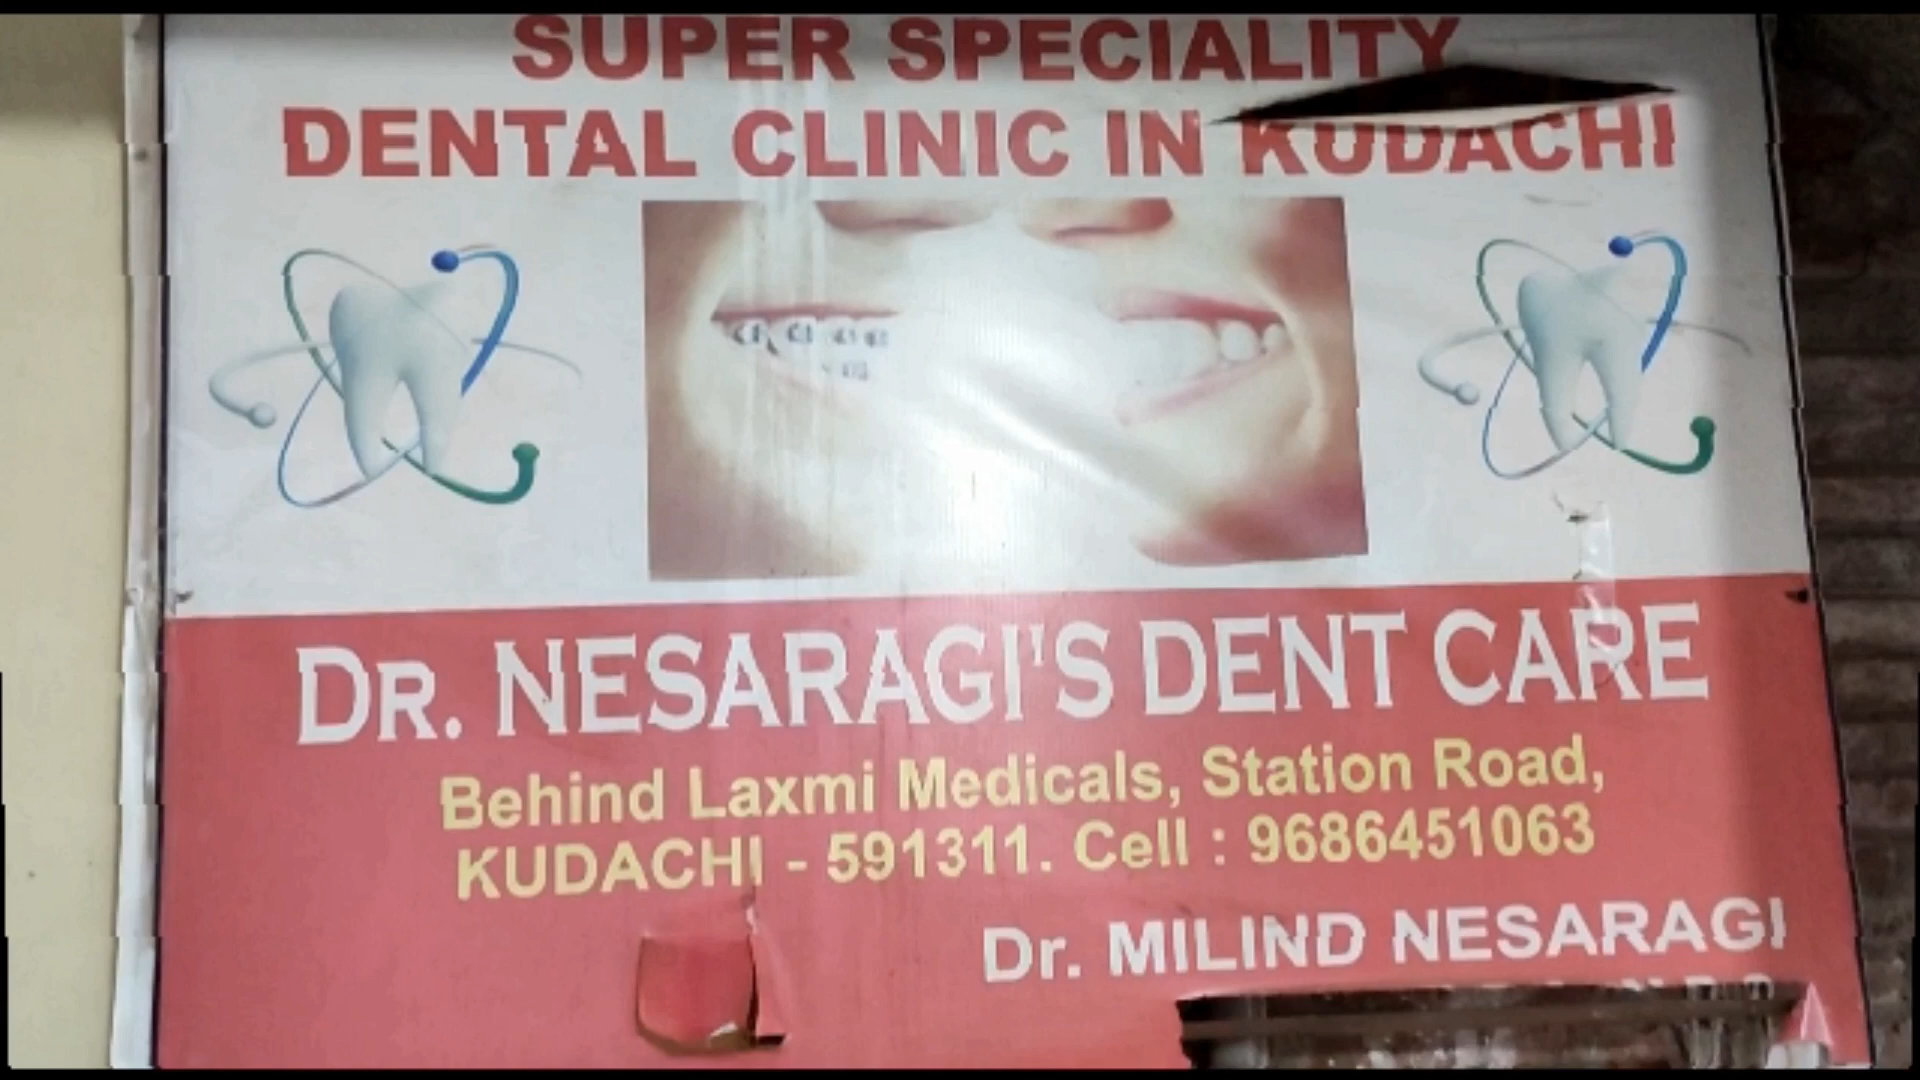 SUPER SPECIALITY
DENTAL CLINIC IN KUDACHI
DR. NESARAGI'S DENT CARE
Behind Laxmi Medicals, Station Road,
KUDACHI - 591311. Cell : 9686451063
Dr. MILIND NESARAGI